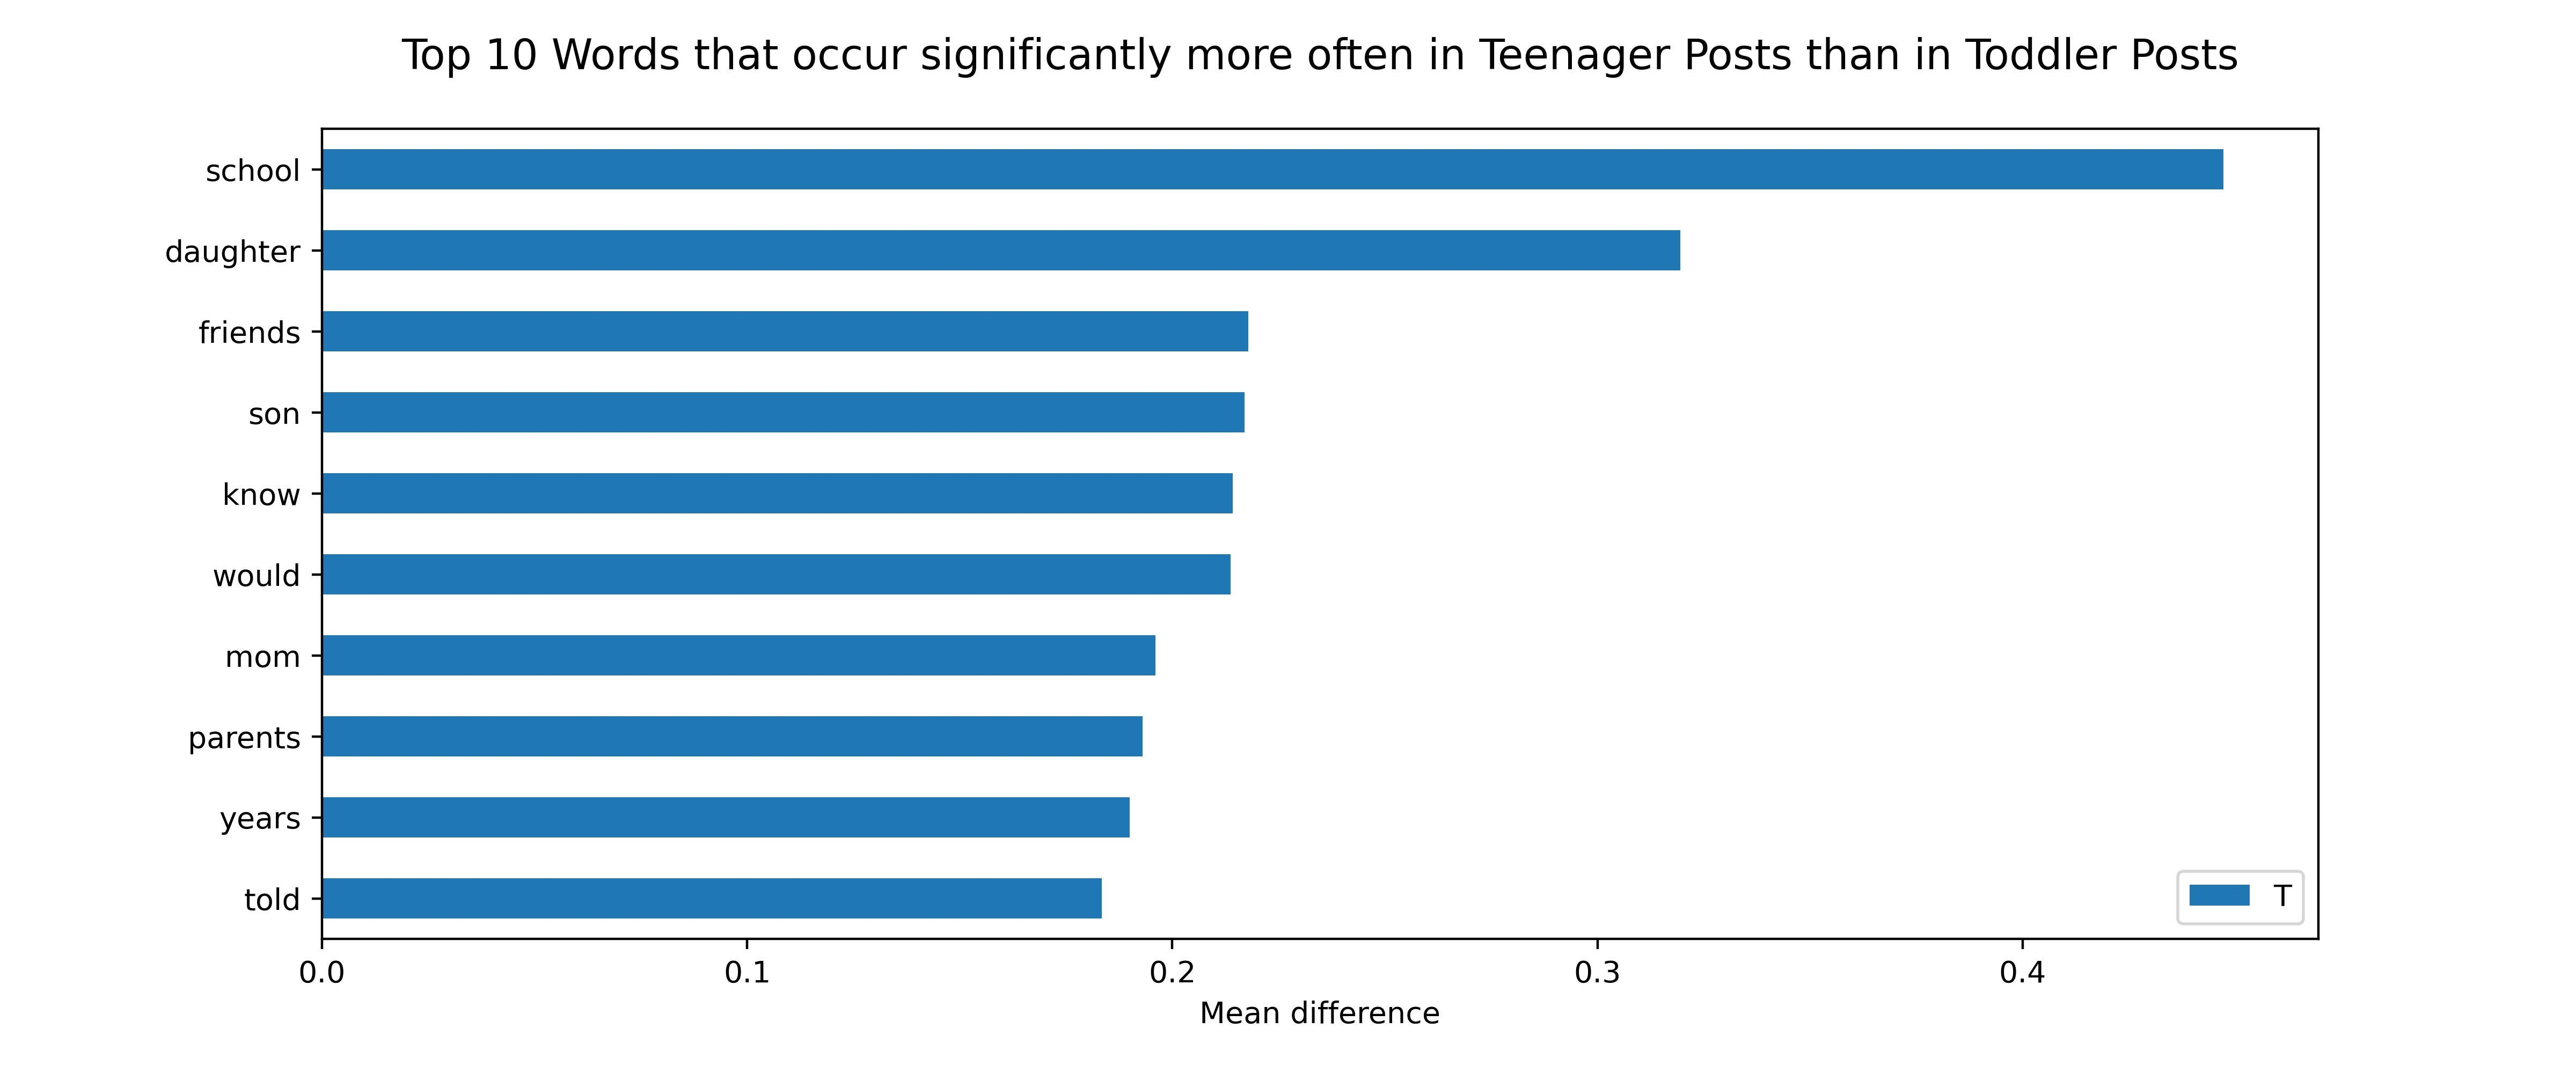 Top 10 Words that occur significantly more often in Teenager Posts than in Toddler Posts
school
daughter
friends
son
know
would
mom
parents
years
told
T
0.0 0.1 0.2 0.3 0.4
Mean difference